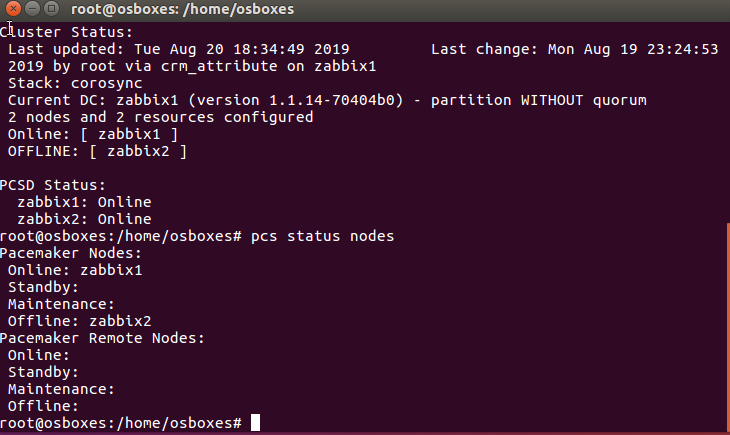 root@osboxes: /home/osboxes
Cluster Status:
 Last updated: Tue Aug 20 18:34:49 2019          Last change: Mon Aug 19 23:24:53
 2019 by root via crm_attribute on zabbix1
 Stack: corosync
 Current DC: zabbix1 (version 1.1.14-70404b0) - partition WITHOUT quorum
 2 nodes and 2 resources configured
 Online: [ zabbix1 ]
 OFFLINE: [ zabbix2 ]

PCSD Status:
  zabbix1: Online
  zabbix2: Online
root@osboxes:/home/osboxes# pcs status nodes
Pacemaker Nodes:
 Online: zabbix1
 Standby:
 Maintenance:
 Offline: zabbix2
Pacemaker Remote Nodes:
 Online:
 Standby:
 Maintenance:
 Offline:
root@osboxes:/home/osboxes#